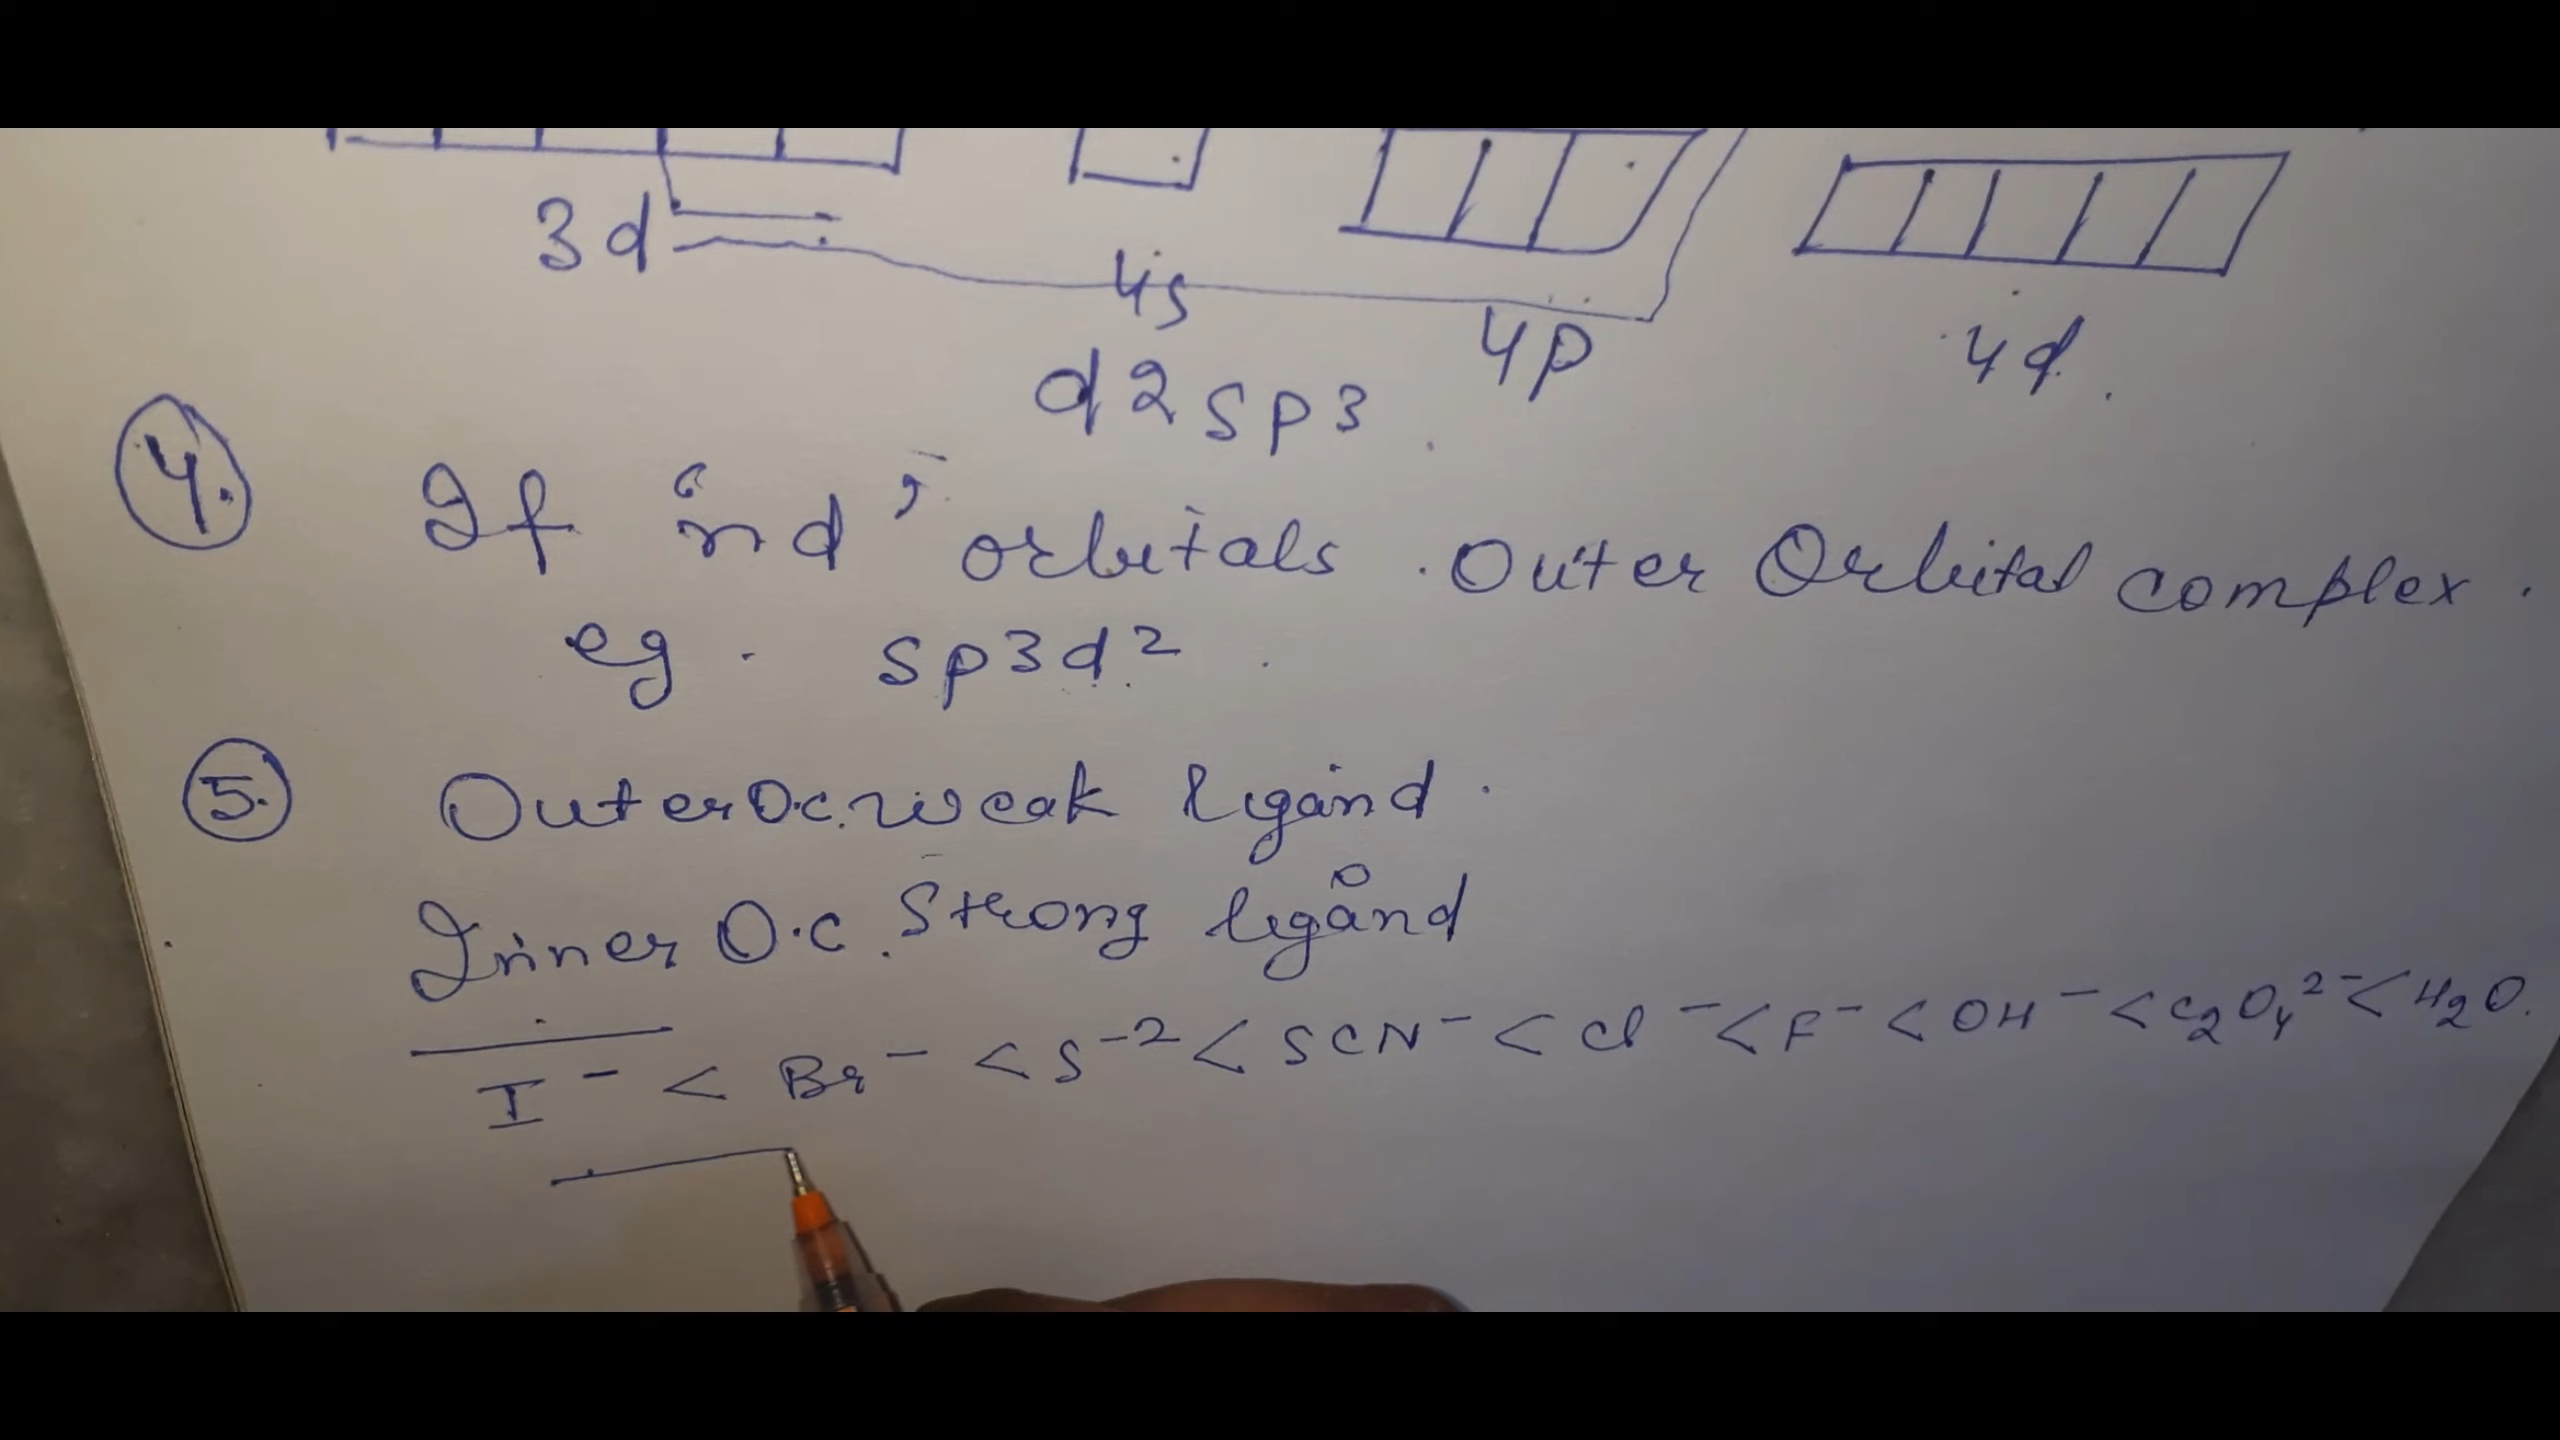 3d
4s
4p
4d.
d2sp3.
4. If 'nd' orbitals. Outer Orbital complex.
eg. sp3d²
5. Outer O.c. weak ligand.
Inner O.c. Strong ligand
I⁻ < Br⁻ < S⁻² < SCN⁻ < Cl⁻ < F⁻ < OH⁻ < C₂O₄²⁻ < H₂O.